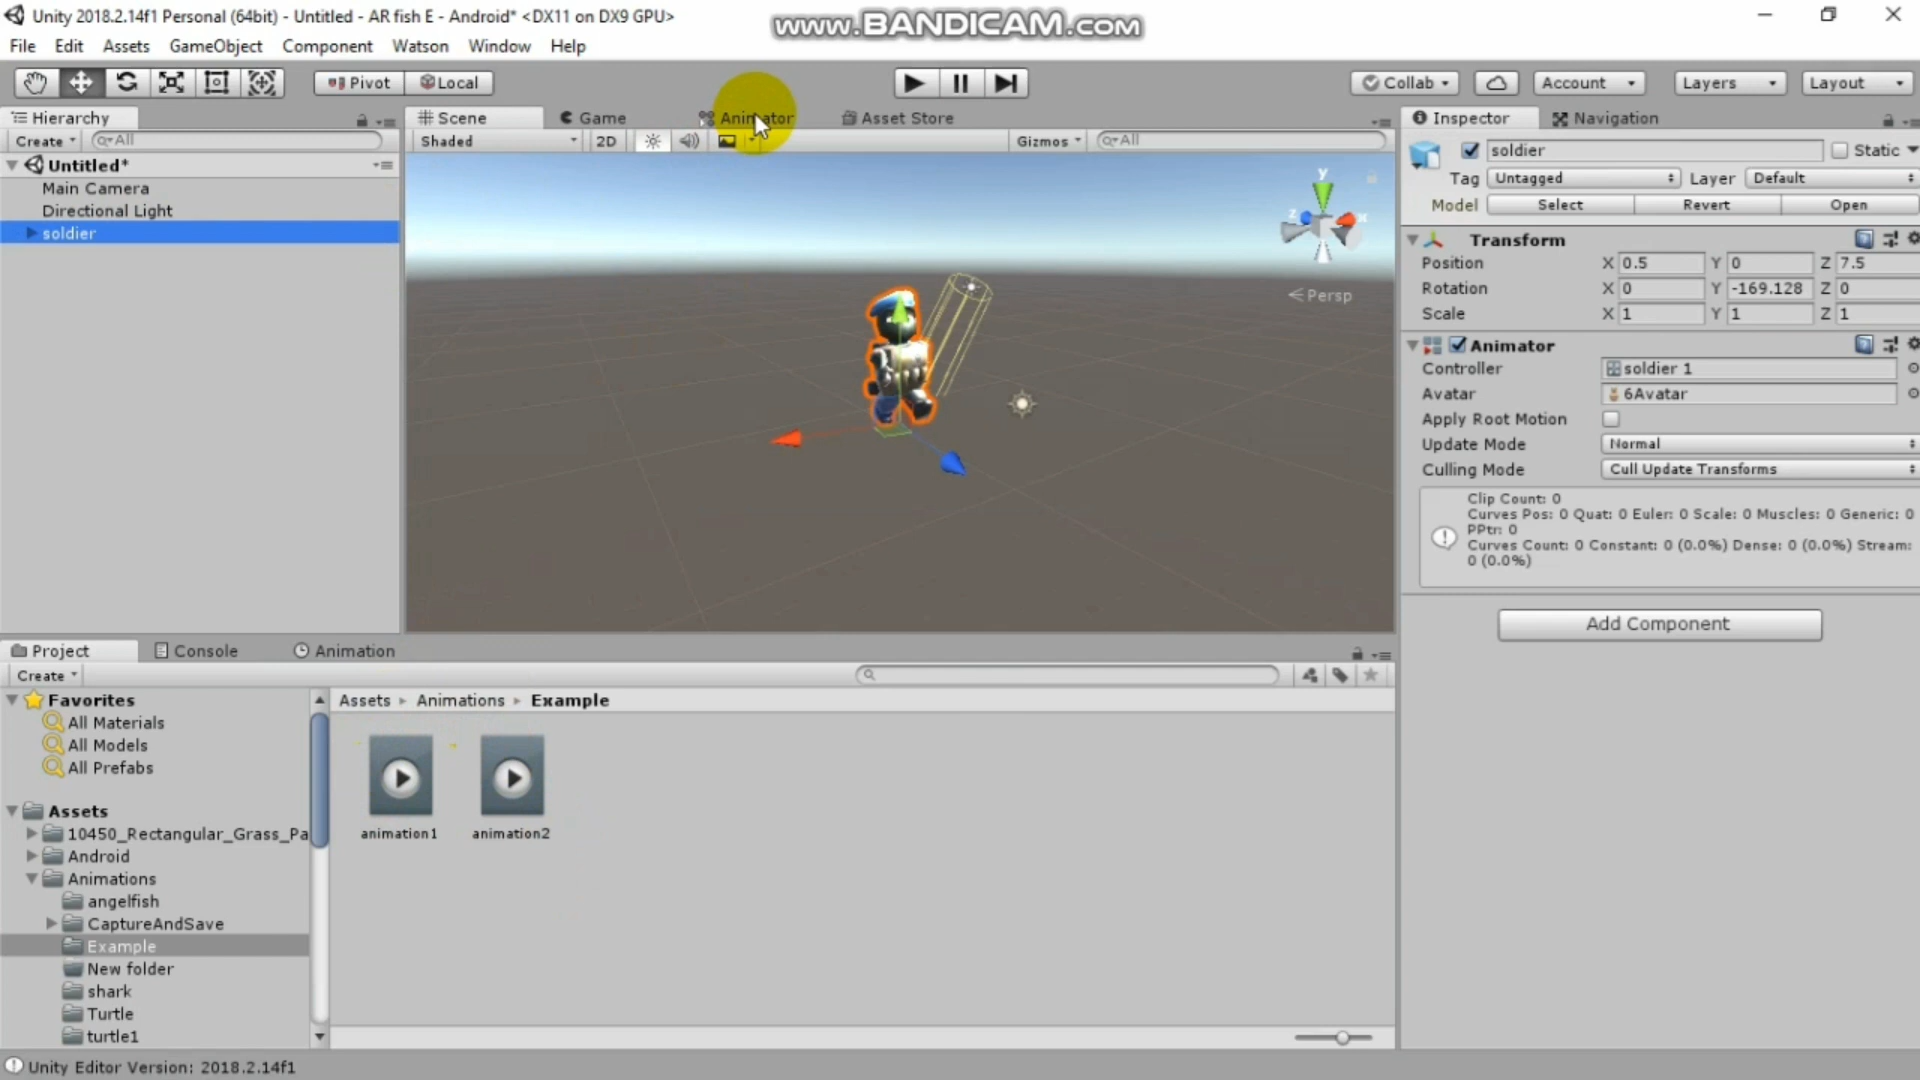 Unity 2018.2.14f1 Personal (64bit) - Untitled - AR fish E - Android* <DX11 on DX9 GPU>
www.BANDICAM.com
File Edit Assets GameObject Component Watson Window Help
Pivot Local Collab Account Layers Layout
Hierarchy
Create All
Untitled*
Main Camera
Directional Light
soldier
Scene Game Animator Asset Store
Shaded 2D Gizmos All
y
z x
Persp
Inspector Navigation
soldier Static
Tag Untagged Layer Default
Model Select Revert Open
Transform
Position X 0.5 Y 0 Z 7.5
Rotation X 0 Y -169.128 Z 0
Scale X 1 Y 1 Z 1
Animator
Controller soldier 1
Avatar 6Avatar
Apply Root Motion
Update Mode Normal
Culling Mode Cull Update Transforms
Clip Count: 0
Curves Pos: 0 Quat: 0 Euler: 0 Scale: 0 Muscles: 0 Generic: 0
PPtr: 0
Curves Count: 0 Constant: 0 (0.0%) Dense: 0 (0.0%) Stream:
0 (0.0%)
Add Component
Project Console Animation
Create
Favorites
All Materials
All Models
All Prefabs
Assets
10450_Rectangular_Grass_Pa
Android
Animations
angelfish
CaptureAndSave
Example
New folder
shark
Turtle
turtle1
Assets Animations Example
animation1 animation2
Unity Editor Version: 2018.2.14f1